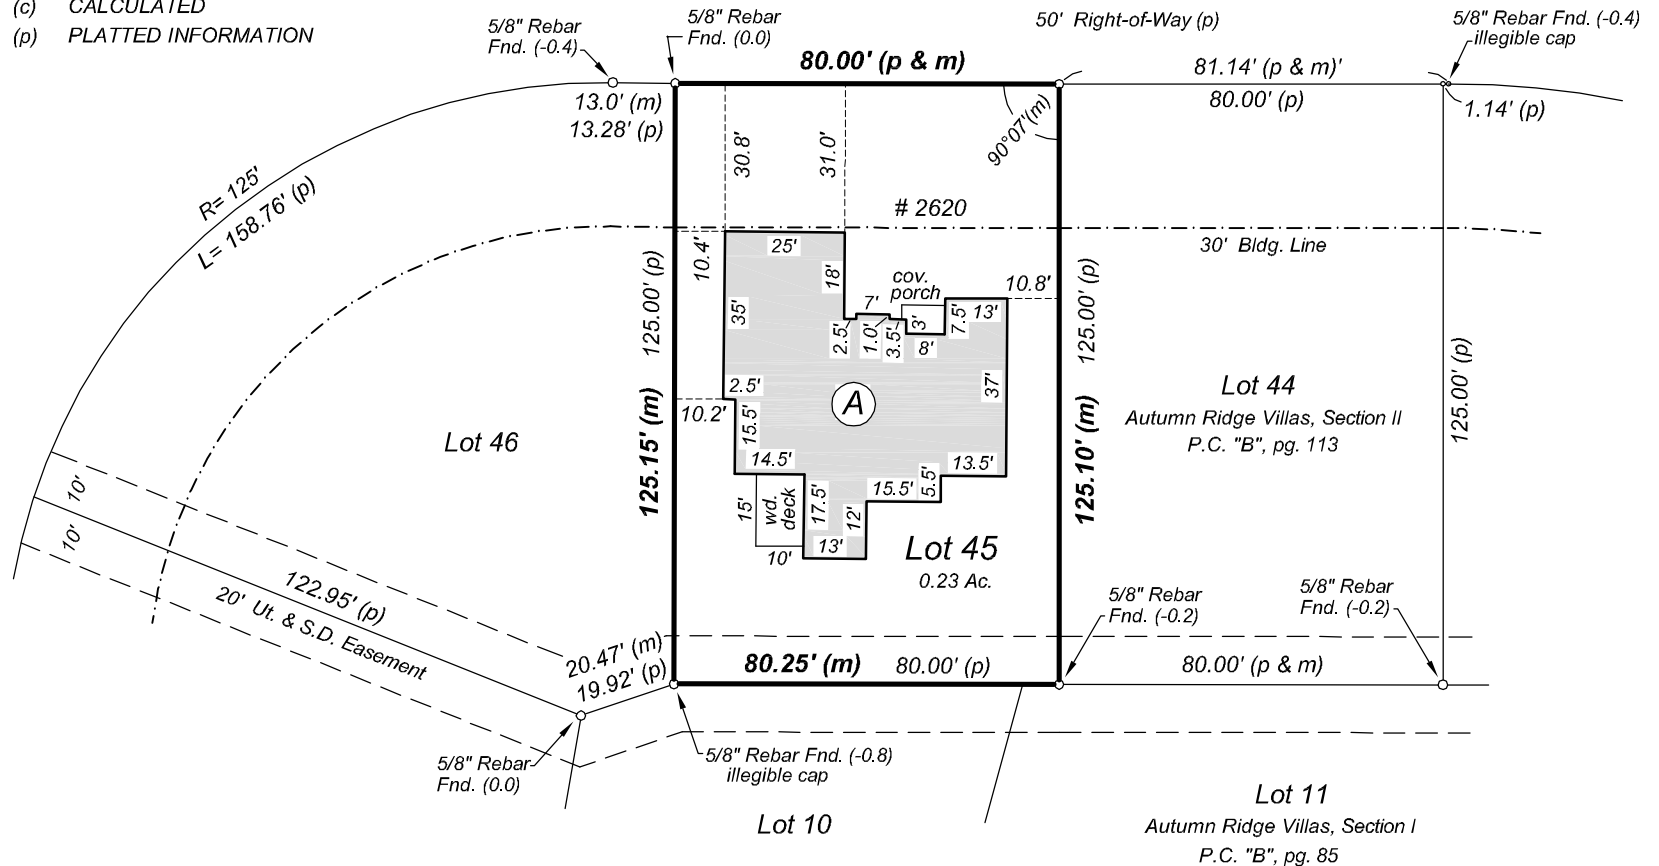 (c) CALCULATED
(p) PLATTED INFORMATION
5/8" Rebar
Fnd. (-0.4)
5/8" Rebar
Fnd. (0.0)
50' Right-of-Way (p)
5/8" Rebar Fnd. (-0.4)
illegible cap
80.00' (p & m)
81.14' (p & m)'
80.00' (p)
1.14' (p)
13.0' (m)
13.28' (p)
90°07'(m)
30.8'
31.0'
R= 125'
L= 158.76' (p)
# 2620
30' Bldg. Line
10.4'
25'
18'
cov.
porch
10.8'
125.00' (p)
125.00' (p)
125.00' (p)
35'
7'
2.5'
1.0'
3.5'
3'
8'
7.5'
13'
37'
2.5'
A
10.2'
15.5'
14.5'
13.5'
15.5'
5.5'
125.15' (m)
125.10' (m)
Lot 44
Autumn Ridge Villas, Section II
P.C. "B", pg. 113
Lot 46
10'
10'
15'
wd.
deck
17.5'
12'
13'
10'
Lot 45
0.23 Ac.
122.95' (p)
20' Ut. & S.D. Easement
5/8" Rebar
Fnd. (-0.2)
5/8" Rebar
Fnd. (-0.2)
20.47' (m)
19.92' (p)
80.25' (m)
80.00' (p)
80.00' (p & m)
5/8" Rebar
Fnd. (0.0)
5/8" Rebar Fnd. (-0.8)
illegible cap
Lot 10
Lot 11
Autumn Ridge Villas, Section I
P.C. "B", pg. 85